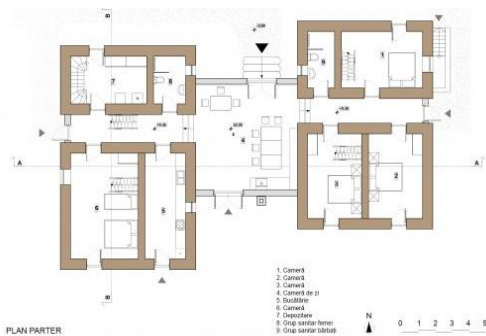 B
1
9
7
8
A
4
A
6
5
3
2
B
1. Cameră
2. Cameră
3. Cameră
4. Cameră de zi
5. Bucătărie
6. Cameră
7. Depozitare
8. Grup sanitar femei
9. Grup sanitar bărbați
PLAN PARTER
N
0 1 2 3 4 5